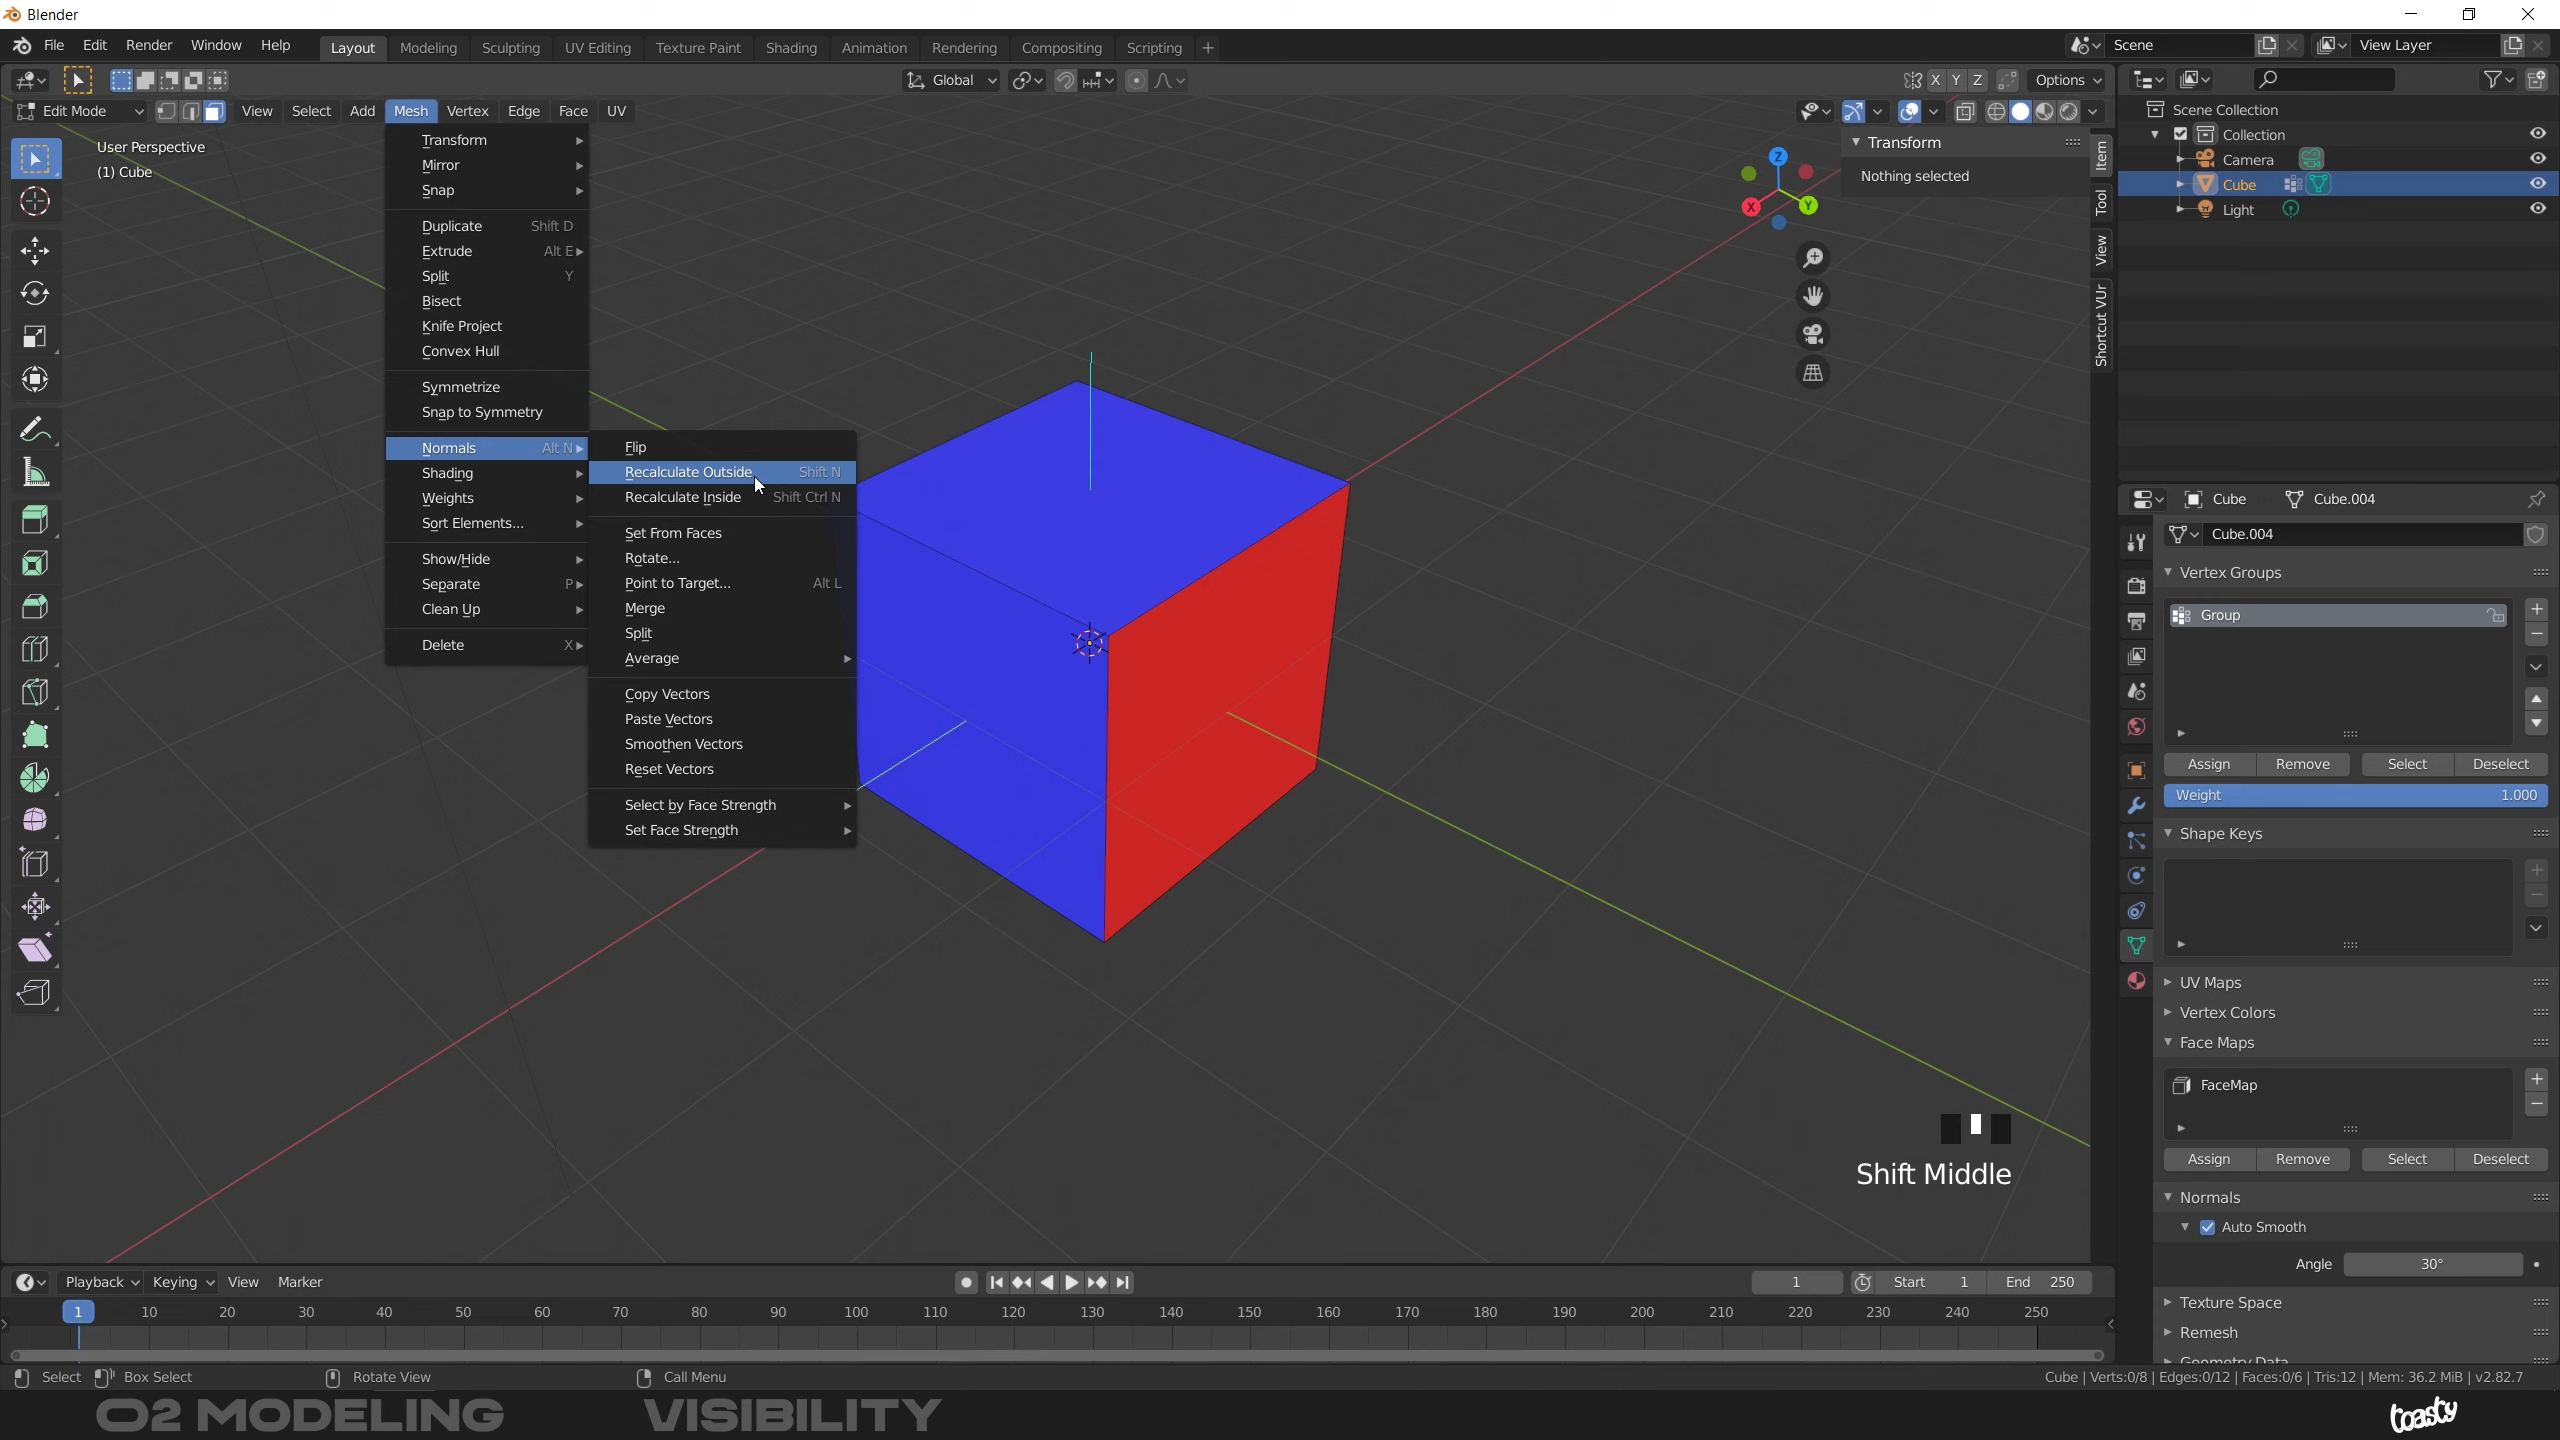 Blender
File Edit Render Window Help Layout Modeling Sculpting UV Editing Texture Paint Shading Animation Rendering Compositing Scripting + Scene View Layer
Global X Y Z Options
Edit Mode View Select Add Mesh Vertex Edge Face UV
User Perspective
(1) Cube
Transform
Mirror
Snap
Duplicate Shift D
Extrude Alt E
Split Y
Bisect
Knife Project
Convex Hull
Symmetrize
Snap to Symmetry
Normals Alt N
Shading
Weights
Sort Elements...
Show/Hide
Separate P
Clean Up
Delete X
Flip
Recalculate Outside Shift N
Recalculate Inside Shift Ctrl N
Set From Faces
Rotate...
Point to Target... Alt L
Merge
Split
Average
Copy Vectors
Paste Vectors
Smoothen Vectors
Reset Vectors
Select by Face Strength
Set Face Strength
Z
X
Y
Transform
Nothing selected
Item
Tool
View
Shortcut VUr
Shift Middle
Scene Collection
Collection
Camera
Cube
Light
Cube Cube.004
Cube.004
Vertex Groups
Group
Assign Remove Select Deselect
Weight 1.000
Shape Keys
UV Maps
Vertex Colors
Face Maps
FaceMap
Assign Remove Select Deselect
Normals
Auto Smooth
Angle 30°
Texture Space
Remesh
Geometry Data
Playback Keying View Marker 1 Start 1 End 250
1 10 20 30 40 50 60 70 80 90 100 110 120 130 140 150 160 170 180 190 200 210 220 230 240 250
Select Box Select Rotate View Call Menu Cube | Verts:0/8 | Edges:0/12 | Faces:0/6 | Tris:12 | Mem: 36.2 MiB | v2.82.7
02 MODELING VISIBILITY toasty